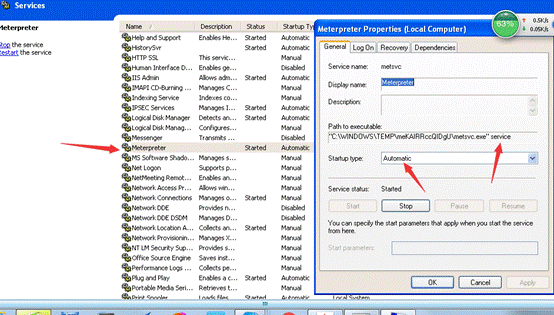 Services
Meterpreter
Stop the service
Restart the service
Name Description Status Startup Type
Help and Support Enables He... Started Automatic
HistorySvr Started Automatic
HTTP SSL This servic... Manual
Human Interface D... Enables ge... Disabled
IIS Admin Allows adm... Started Automatic
IMAPI CD-Burning ... Manages C... Manual
Indexing Service Indexes co... Manual
IPSEC Services Provides en... Started Automatic
Logical Disk Manager Detects an... Started Automatic
Logical Disk Manag... Configures ... Manual
Messenger Transmits ... Disabled
Meterpreter Started Automatic
MS Software Shado... Manages s... Manual
Net Logon Supports p... Manual
NetMeeting Remot... Enables an... Manual
Network Access Pr... Allows win... Manual
Network Connections Manages o... Started Manual
Network DDE Provides n... Disabled
Network DDE DSDM Manages D... Disabled
Network Location A... Collects an... Started Manual
Network Provisionin... Manages X... Manual
NT LM Security Sup... Provides s... Manual
Office Source Engine Saves inst... Manual
Performance Logs ... Collects pe... Manual
Plug and Play Enables a c... Started Automatic
Portable Media Seri... Retrieves t... Manual
Print Spooler Loads files ... Started Automatic Local System
Meterpreter Properties (Local Computer)
General Log On Recovery Dependencies
Service name: metsvc
Display name: Meterpreter
Description:
Path to executable:
Startup type: Automatic
Service status: Started
Start Stop Pause Resume
You can specify the start parameters that apply when you start the service
from here.
Start parameters:
OK Cancel Apply
63%
0.5K/s
0.05K/s